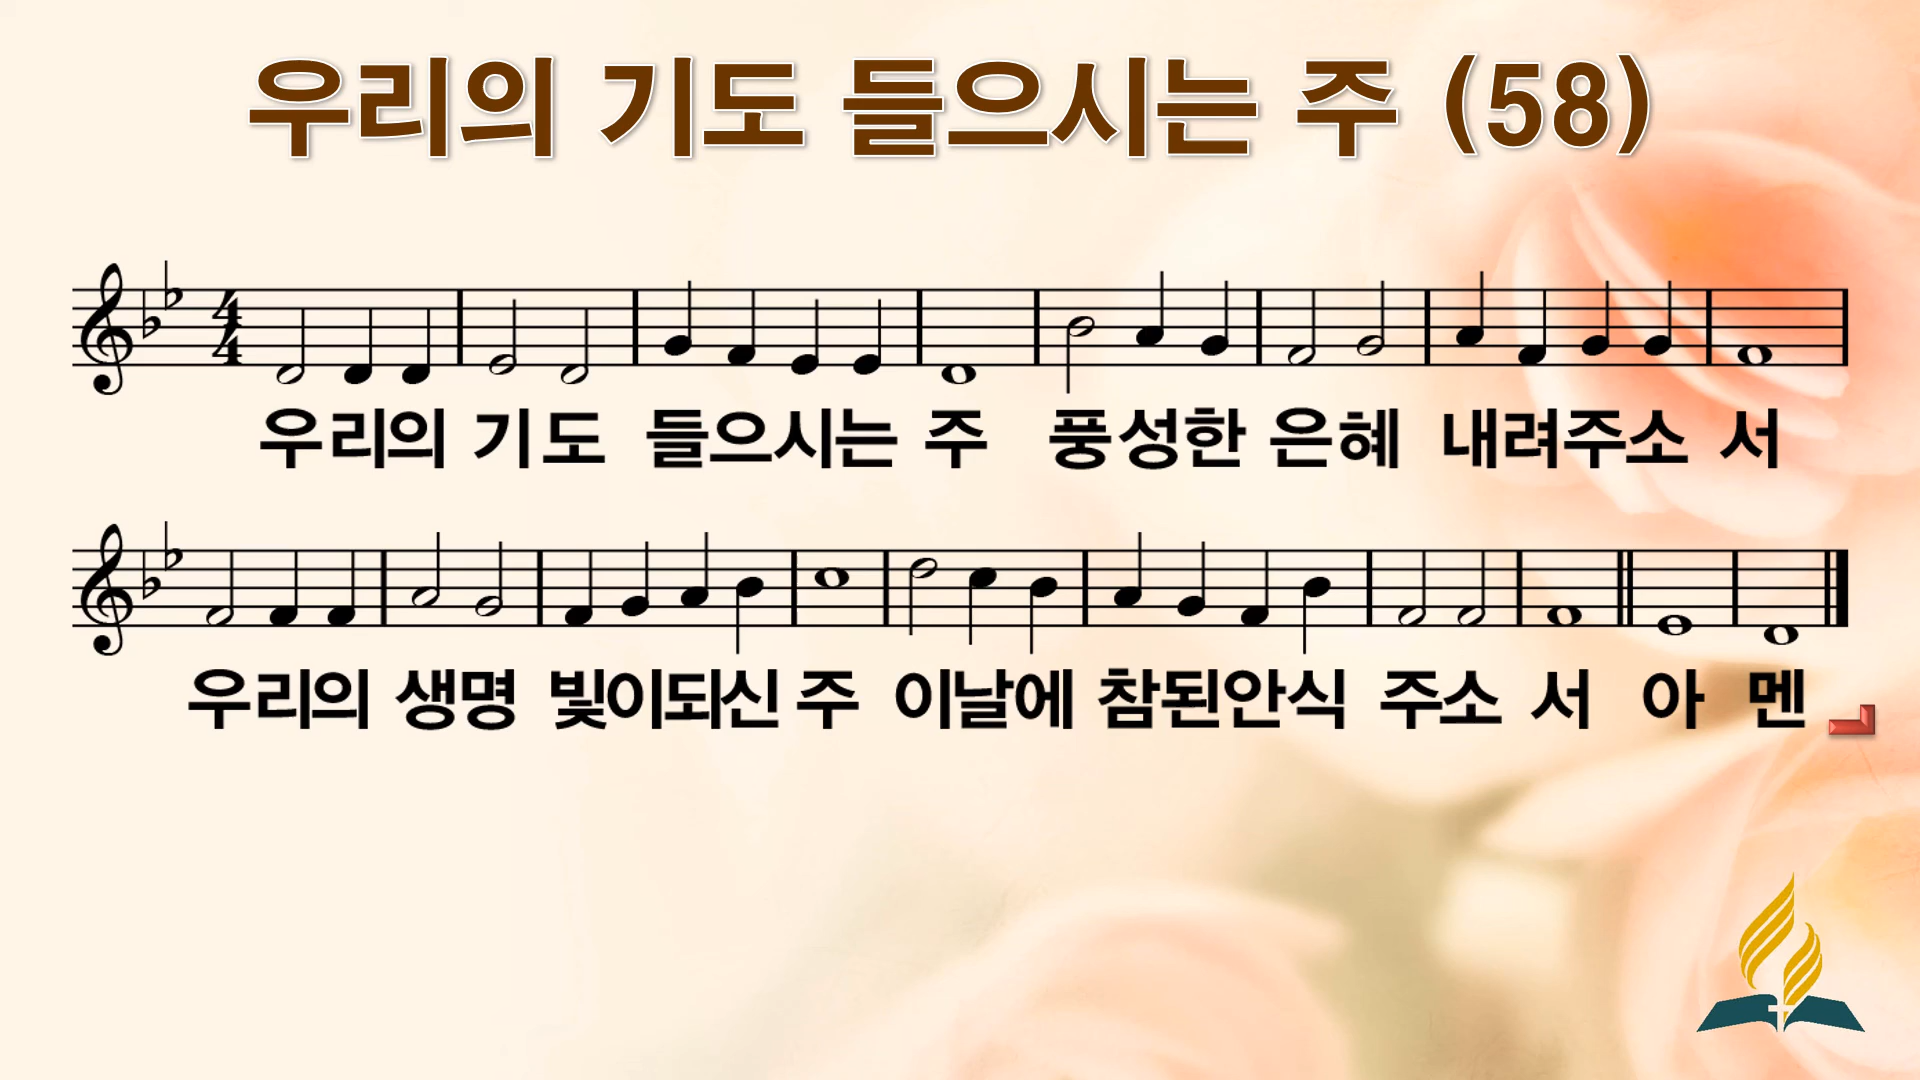 우리의 기도 들으시는 주 (58)
4
4
우리의 기도 들으시는 주 풍성한 은혜 내려주소 서
우리의 생명 빛이되신 주 이날에 참된안식 주소 서 아 멘